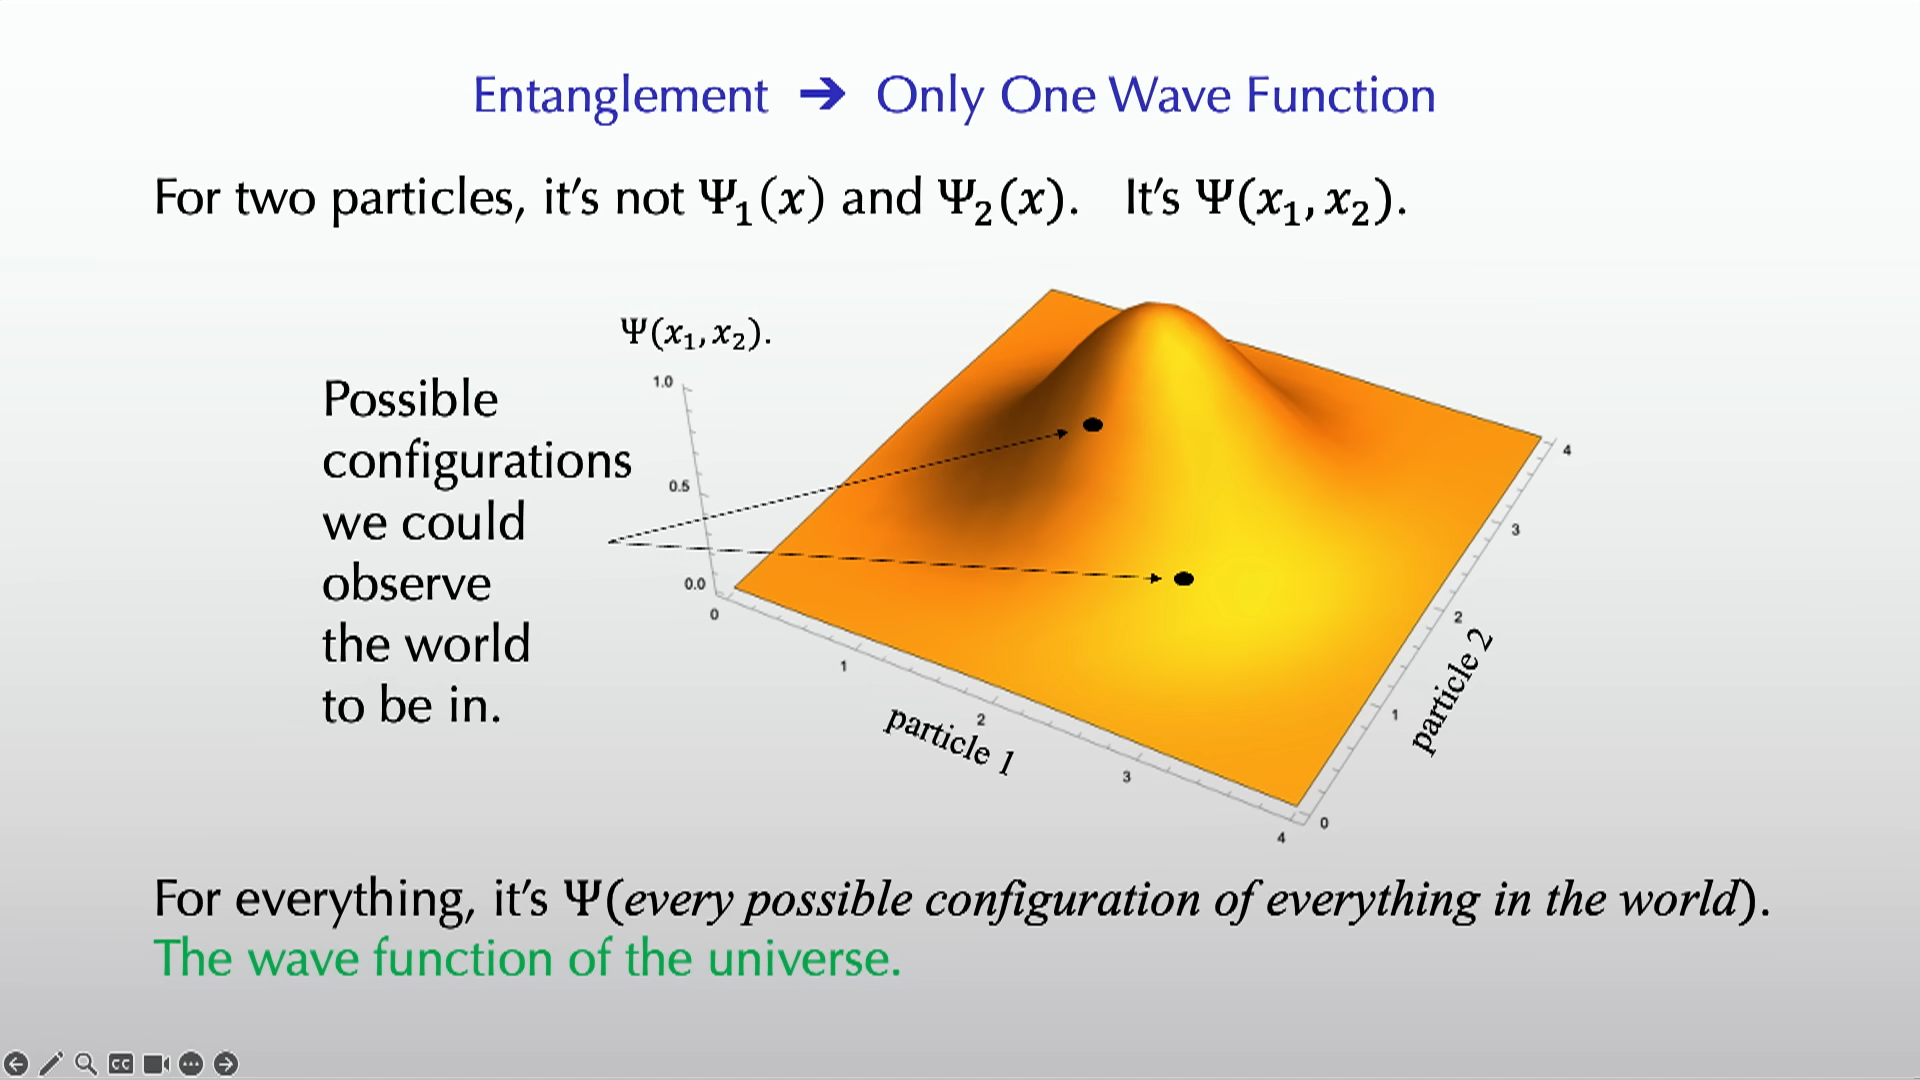 Entanglement ➔ Only One Wave Function
For two particles, it's not Ψ₁(x) and Ψ₂(x). It's Ψ(x₁, x₂).
Ψ(x₁, x₂).
Possible
configurations
we could
observe
the world
to be in.
1.0
0.5
0.0
0
1
2
3
4
particle 1
0
1
2
3
4
particle 2
For everything, it's Ψ(every possible configuration of everything in the world).
The wave function of the universe.
CC